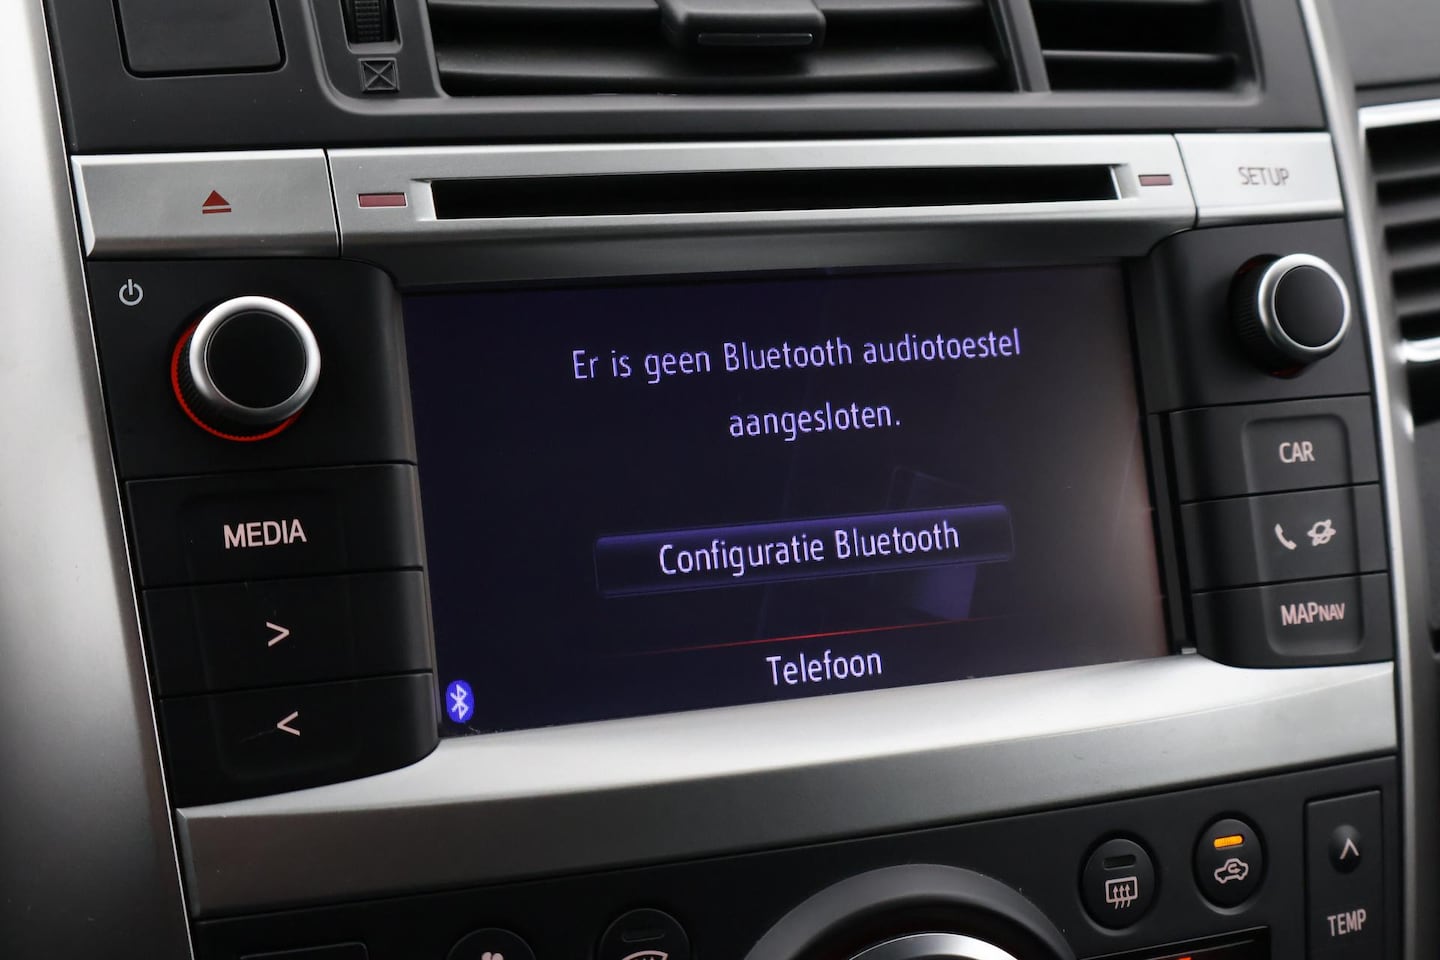 SETUP
Er is geen Bluetooth audiotoestel
aangesloten.
CAR
MEDIA
Configuratie Bluetooth
>
MAPNAV
<
Telefoon
TEMP